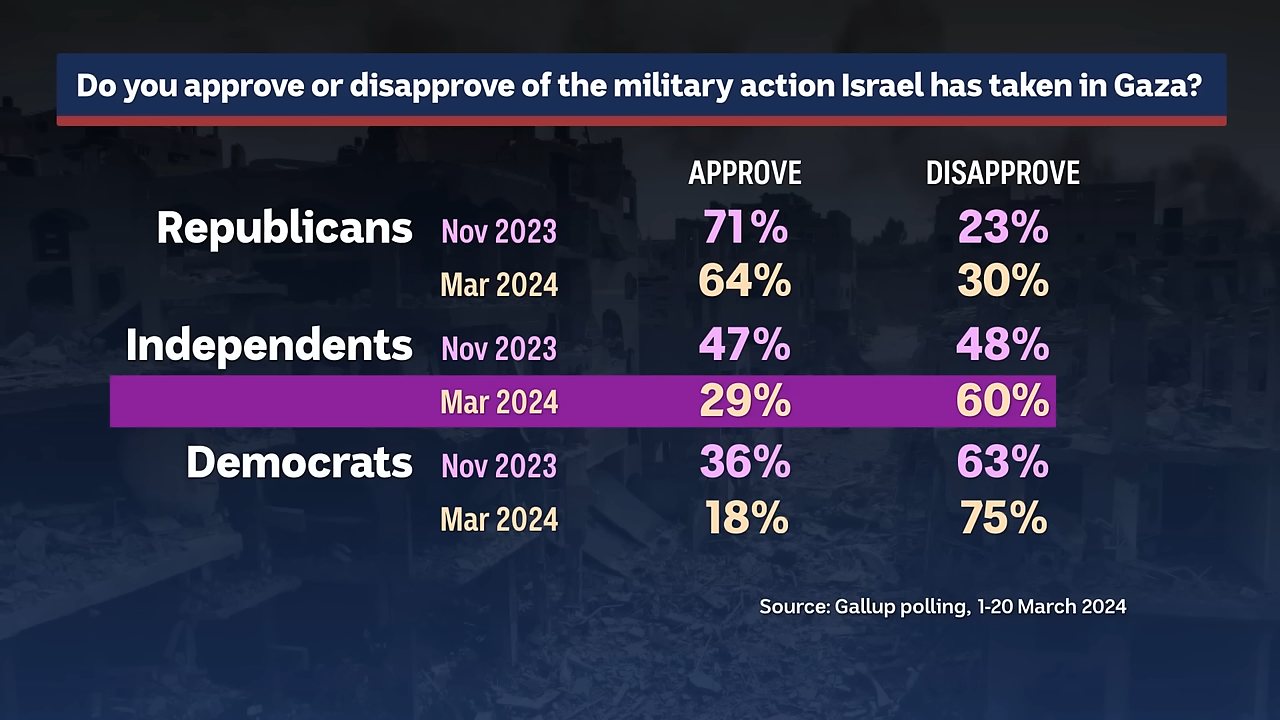 Do you approve or disapprove of the military action Israel has taken in Gaza?
APPROVE DISAPPROVE
Republicans Nov 2023 71% 23%
Mar 2024 64% 30%
Independents Nov 2023 47% 48%
Mar 2024 29% 60%
Democrats Nov 2023 36% 63%
Mar 2024 18% 75%
Source: Gallup polling, 1-20 March 2024